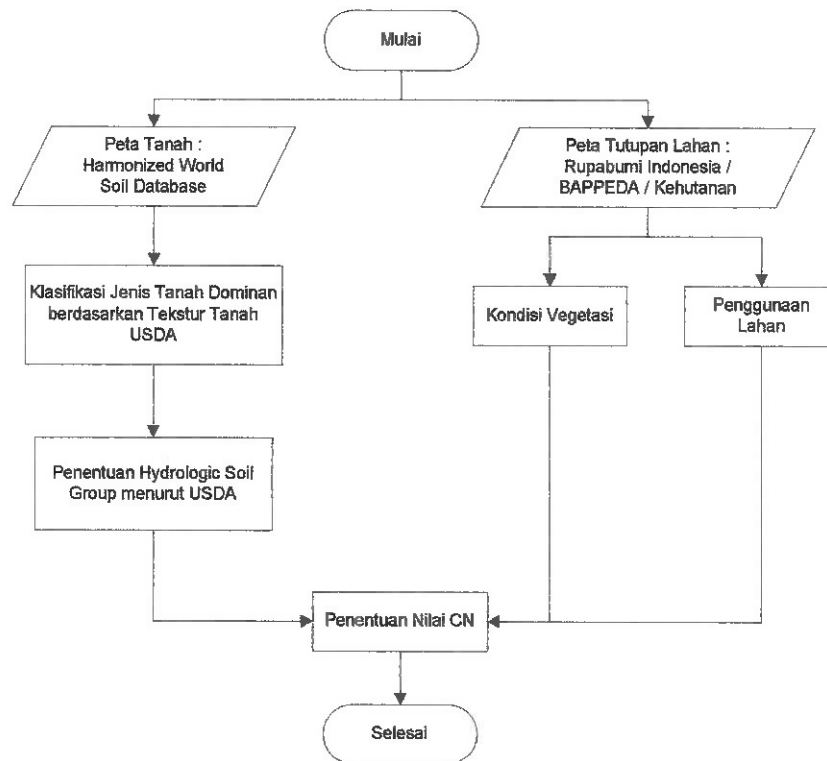 Mulai
Peta Tanah :
Harmonized World
Soil Database
Peta Tutupan Lahan :
Rupabumi Indonesia /
BAPPEDA / Kehutanan
Klasifikasi Jenis Tanah Dominan
berdasarkan Tekstur Tanah
USDA
Kondisi Vegetasi
Penggunaan
Lahan
Penentuan Hydrologic Soil
Group menurut USDA
Penentuan Nilai CN
Selesai